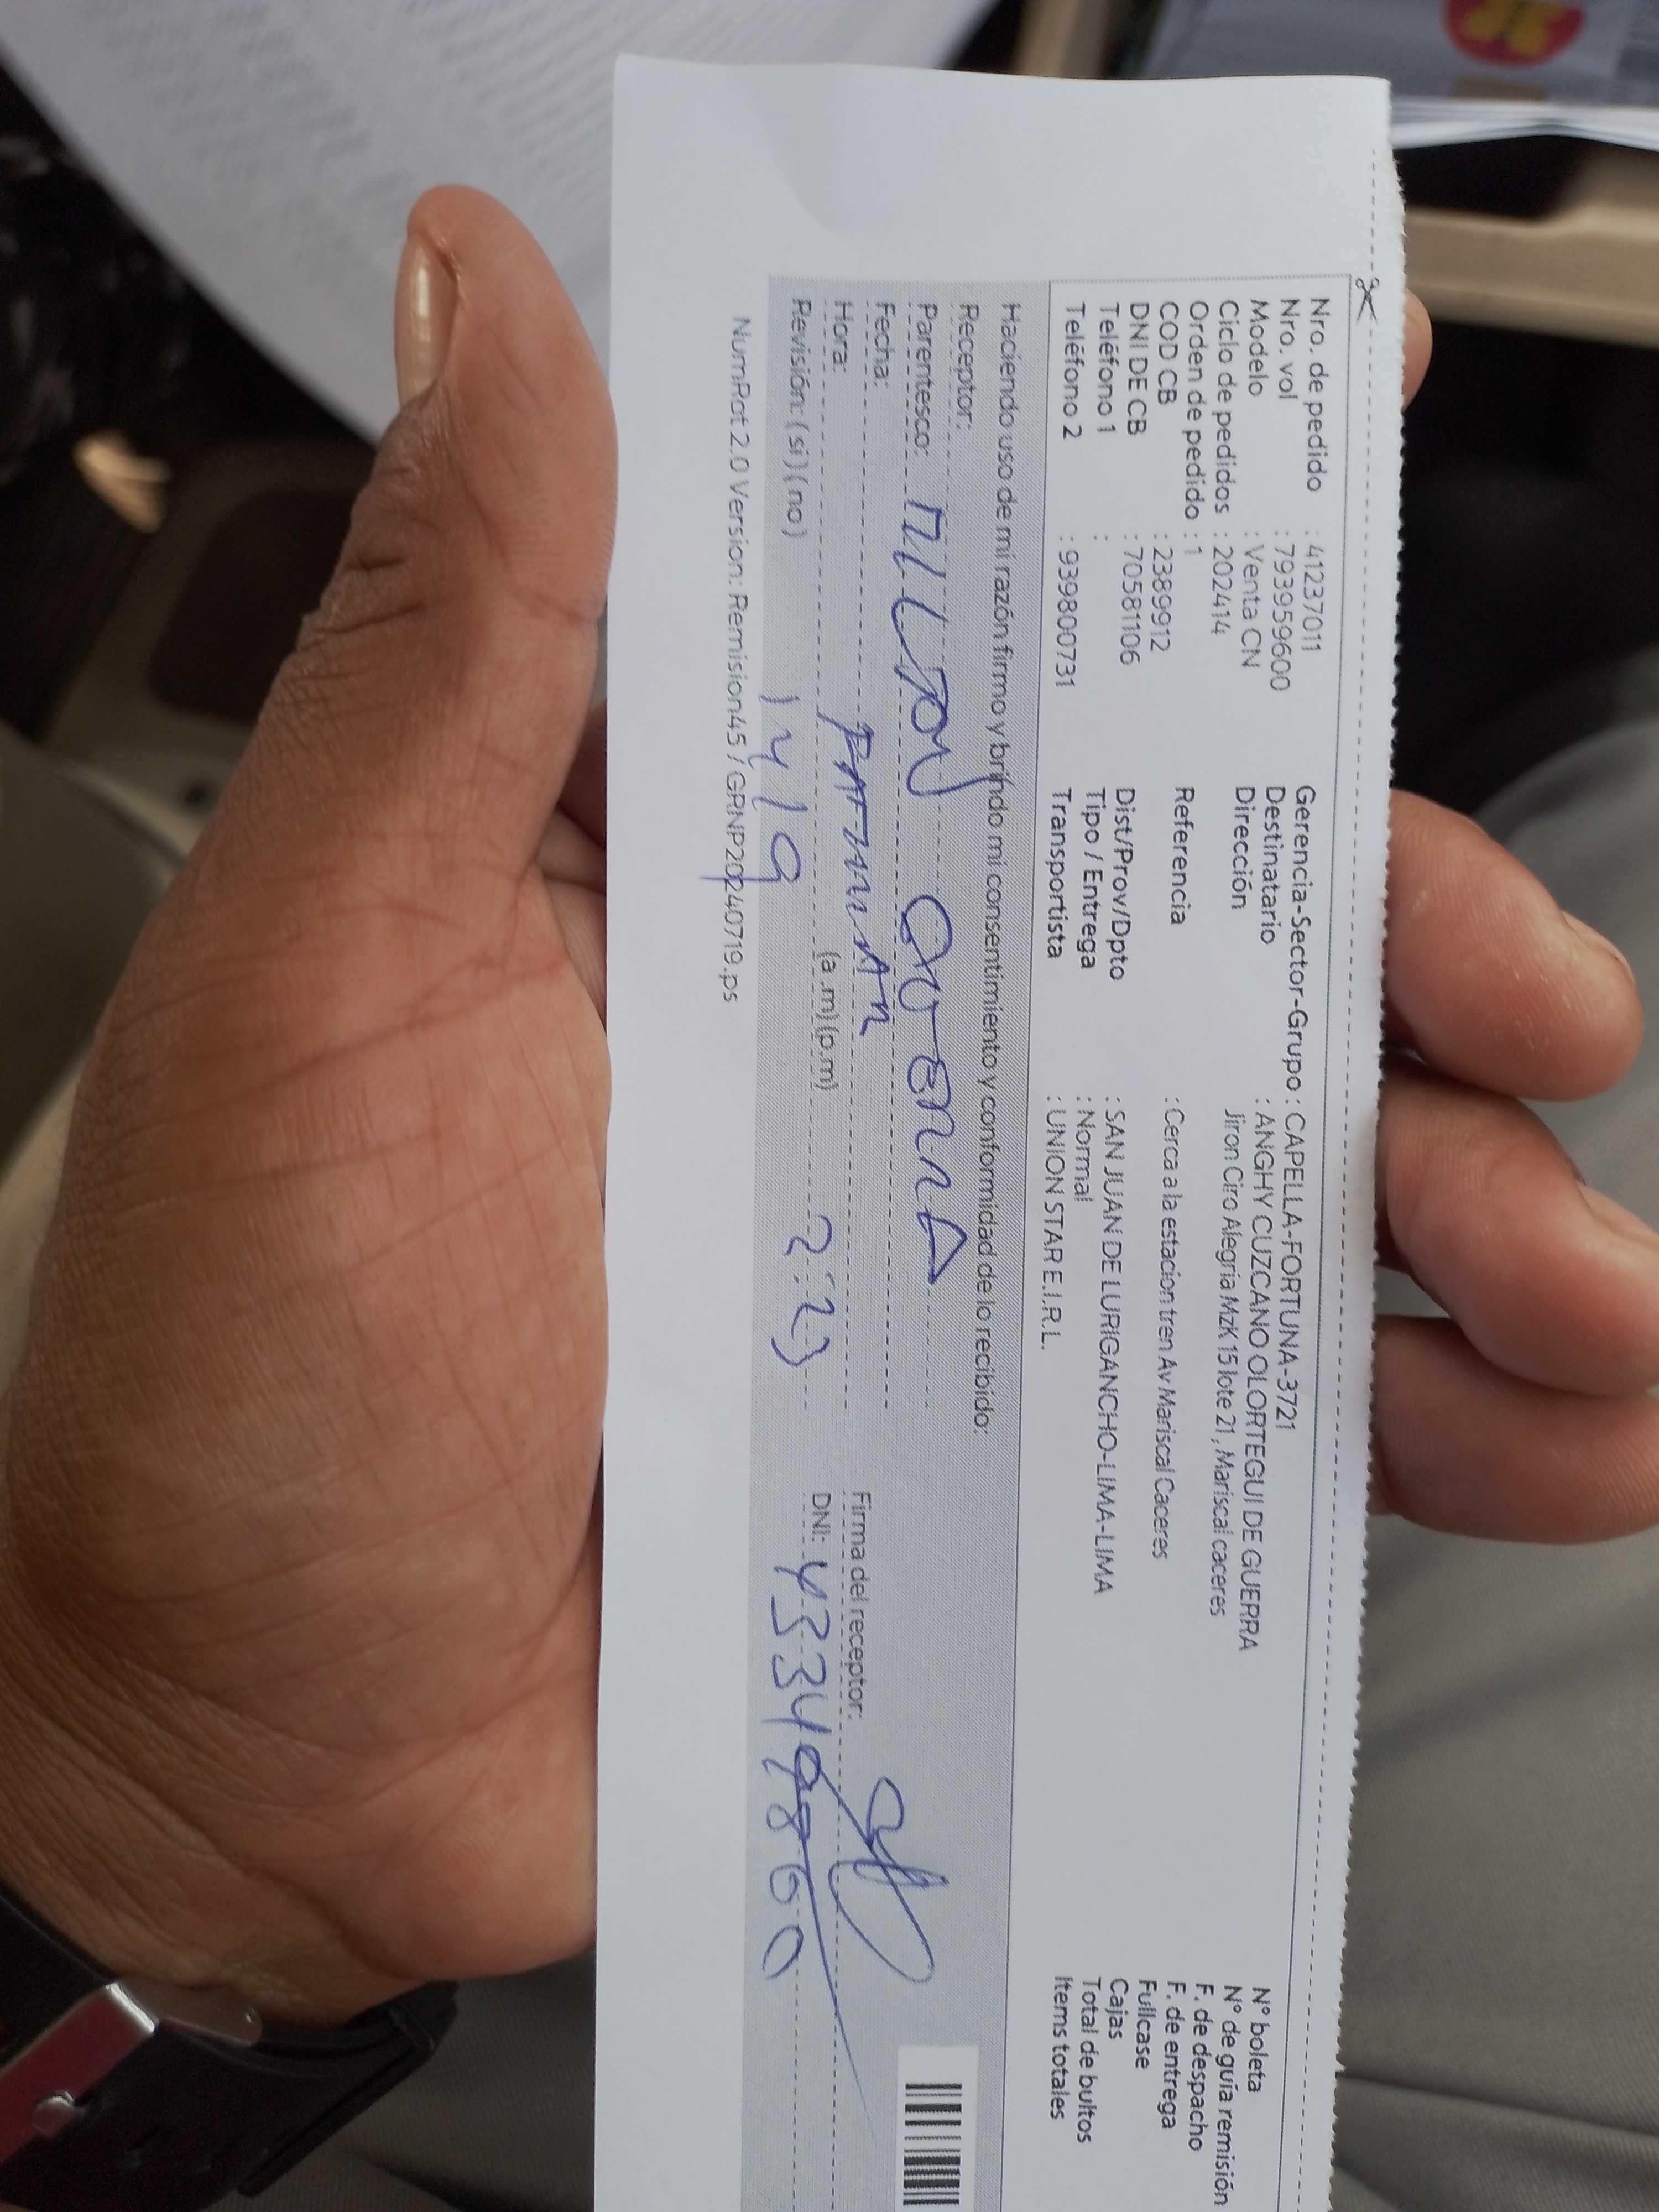 Nro. de pedido : 41237011
Nro. vol : 793959600
Modelo : Venta CN
Ciclo de pedidos : 202414
Orden de pedido : 1
COD CB : 2389912
DNI DE CB : 70581106
Teléfono 1 :
Teléfono 2 : 939800731
Gerencia-Sector-Grupo : CAPELLA-FORTUNA-3721
Destinatario : ANGHY CUZCANO OLORTEGUI DE GUERRA
Dirección Jiron Ciro Alegria MzK 15 lote 21, Mariscal caceres
Referencia : Cerca a la estacion tren Av Mariscal Caceres
Dist/Prov/Dpto : SAN JUAN DE LURIGANCHO-LIMA-LIMA
Tipo / Entrega : Normal
Transportista : UNION STAR E.I.R.L.
N° boleta
N° de guía remisión
F. de despacho
F. de entrega
Fullcase
Cajas
Total de bultos
Items totales
Haciendo uso de mi razón firmo y brindo mi consentimiento y conformidad de lo recibido:
Receptor:
Parentesco:
Fecha:
Hora: (a.m) (p.m)
Revisión: (si) (no) 14/9 2:23
Firma del receptor:
DNI: 43349860
NumPot 2.0 Version: Remision45 / GRNP20240719.ps